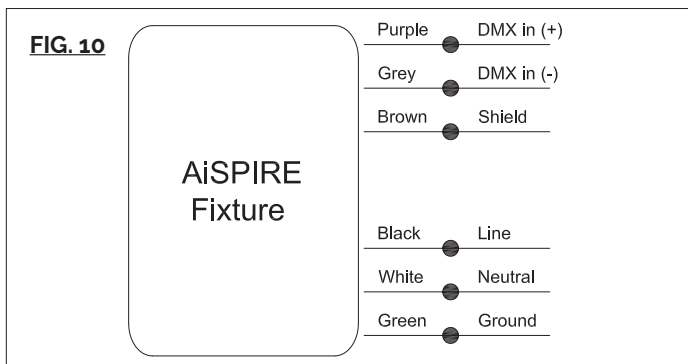 FIG. 10
AiSPIRE
Fixture
Purple DMX in (+)
Grey DMX in (-)
Brown Shield
Black Line
White Neutral
Green Ground